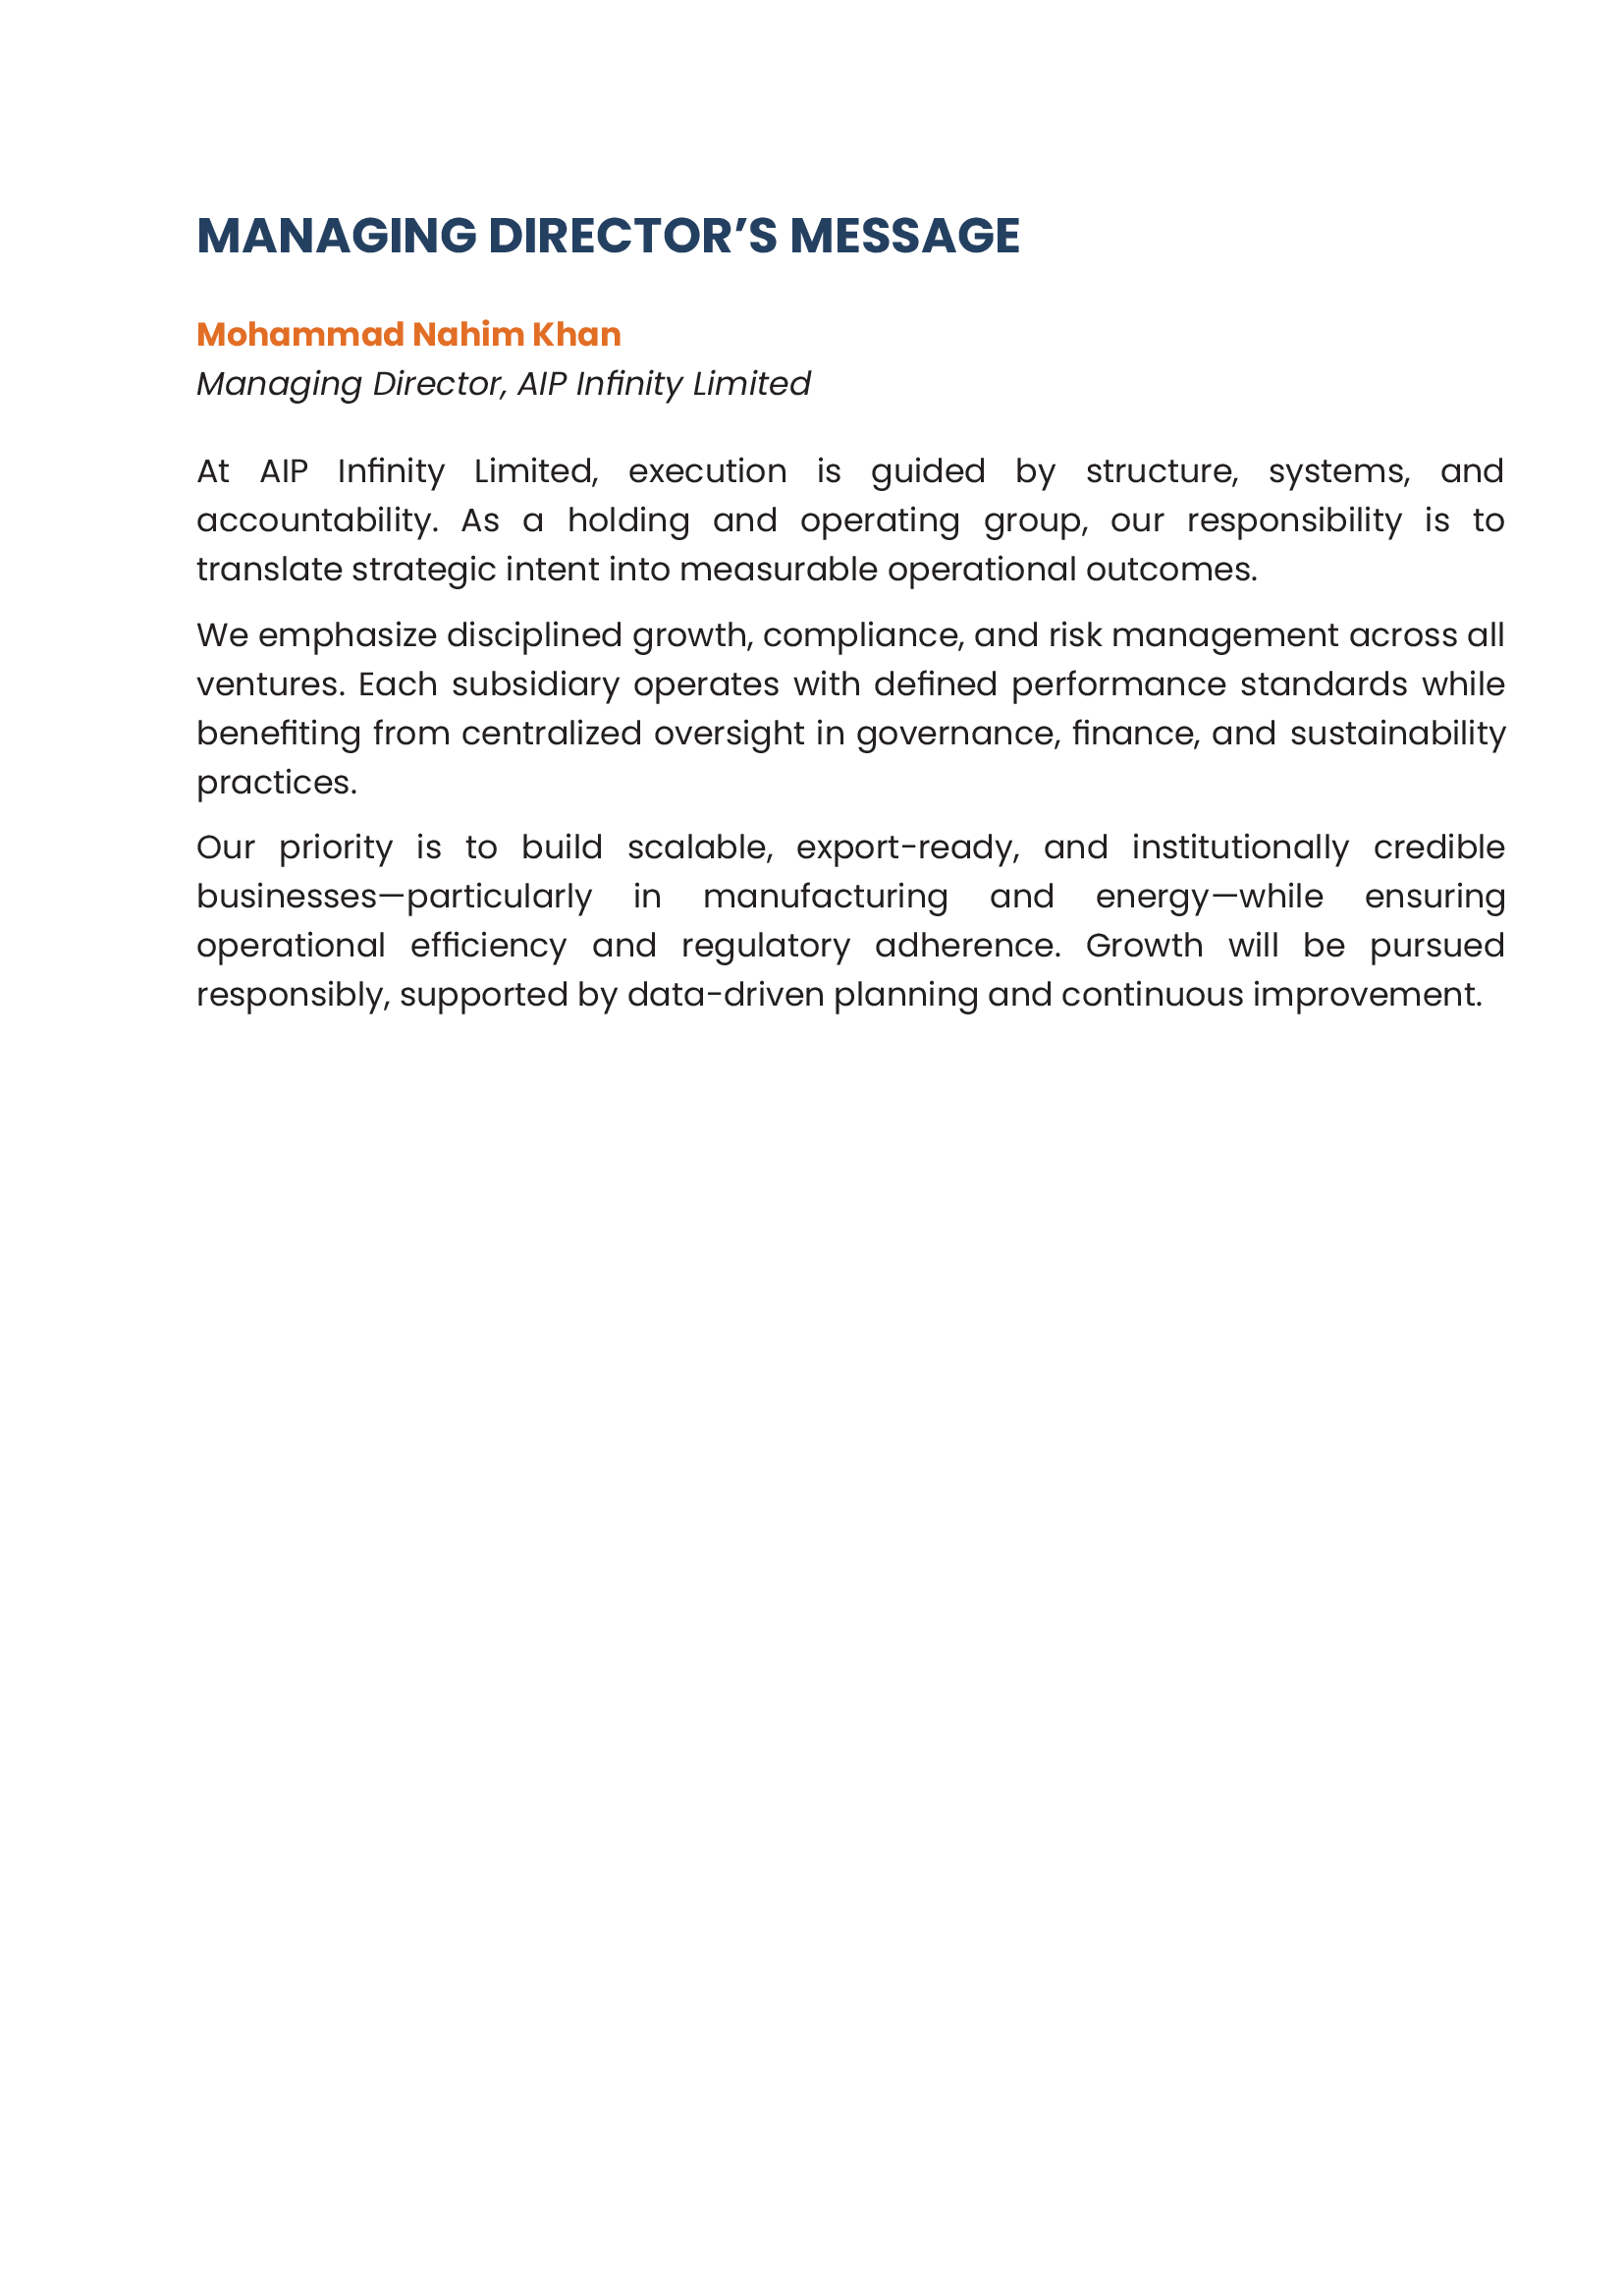 MANAGING DIRECTOR’S MESSAGE
Mohammad Nahim Khan
Managing Director, AIP Infinity Limited
At AIP Infinity Limited, execution is guided by structure, systems, and
accountability. As a holding and operating group, our responsibility is to
translate strategic intent into measurable operational outcomes.
We emphasize disciplined growth, compliance, and risk management across all
ventures. Each subsidiary operates with defined performance standards while
benefiting from centralized oversight in governance, finance, and sustainability
practices.
Our priority is to build scalable, export-ready, and institutionally credible
businesses—particularly in manufacturing and energy—while ensuring
operational efficiency and regulatory adherence. Growth will be pursued
responsibly, supported by data-driven planning and continuous improvement.